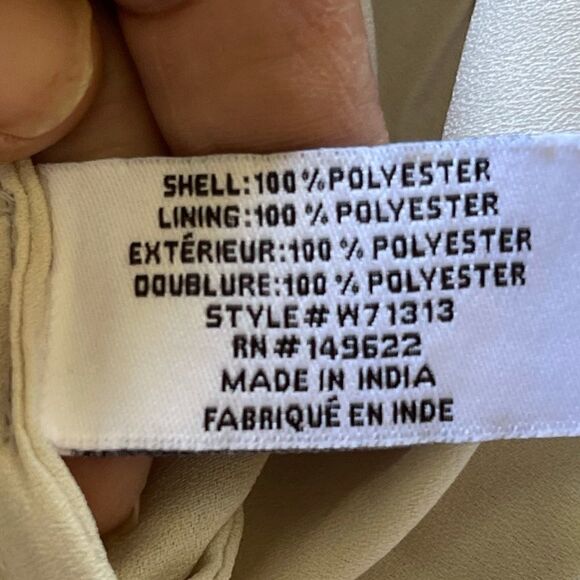 SHELL:100%POLYESTER
LINING:100 % POLYESTER
EXTÉRIEUR:100 % POLYESTER
DOUBLURE:100 % POLYESTER
STYLE# W71313
RN#149622
MADE IN INDIA
FABRIQUÉ EN INDE